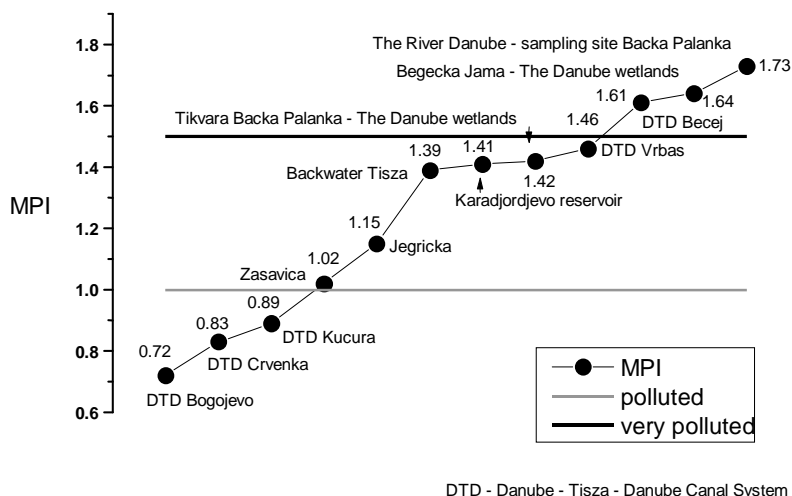 1.8
1.6
1.4
1.2
1.0
0.8
0.6
MPI
The River Danube - sampling site Backa Palanka
1.73
Begecka Jama - The Danube wetlands
1.61
1.64
DTD Becej
Tikvara Backa Palanka - The Danube wetlands
1.46
DTD Vrbas
1.39
1.41
1.42
Backwater Tisza
Karadjordjevo reservoir
1.15
Jegricka
1.02
Zasavica
0.89
DTD Kucura
0.83
DTD Crvenka
0.72
DTD Bogojevo
MPI
polluted
very polluted
DTD - Danube - Tisza - Danube Canal System